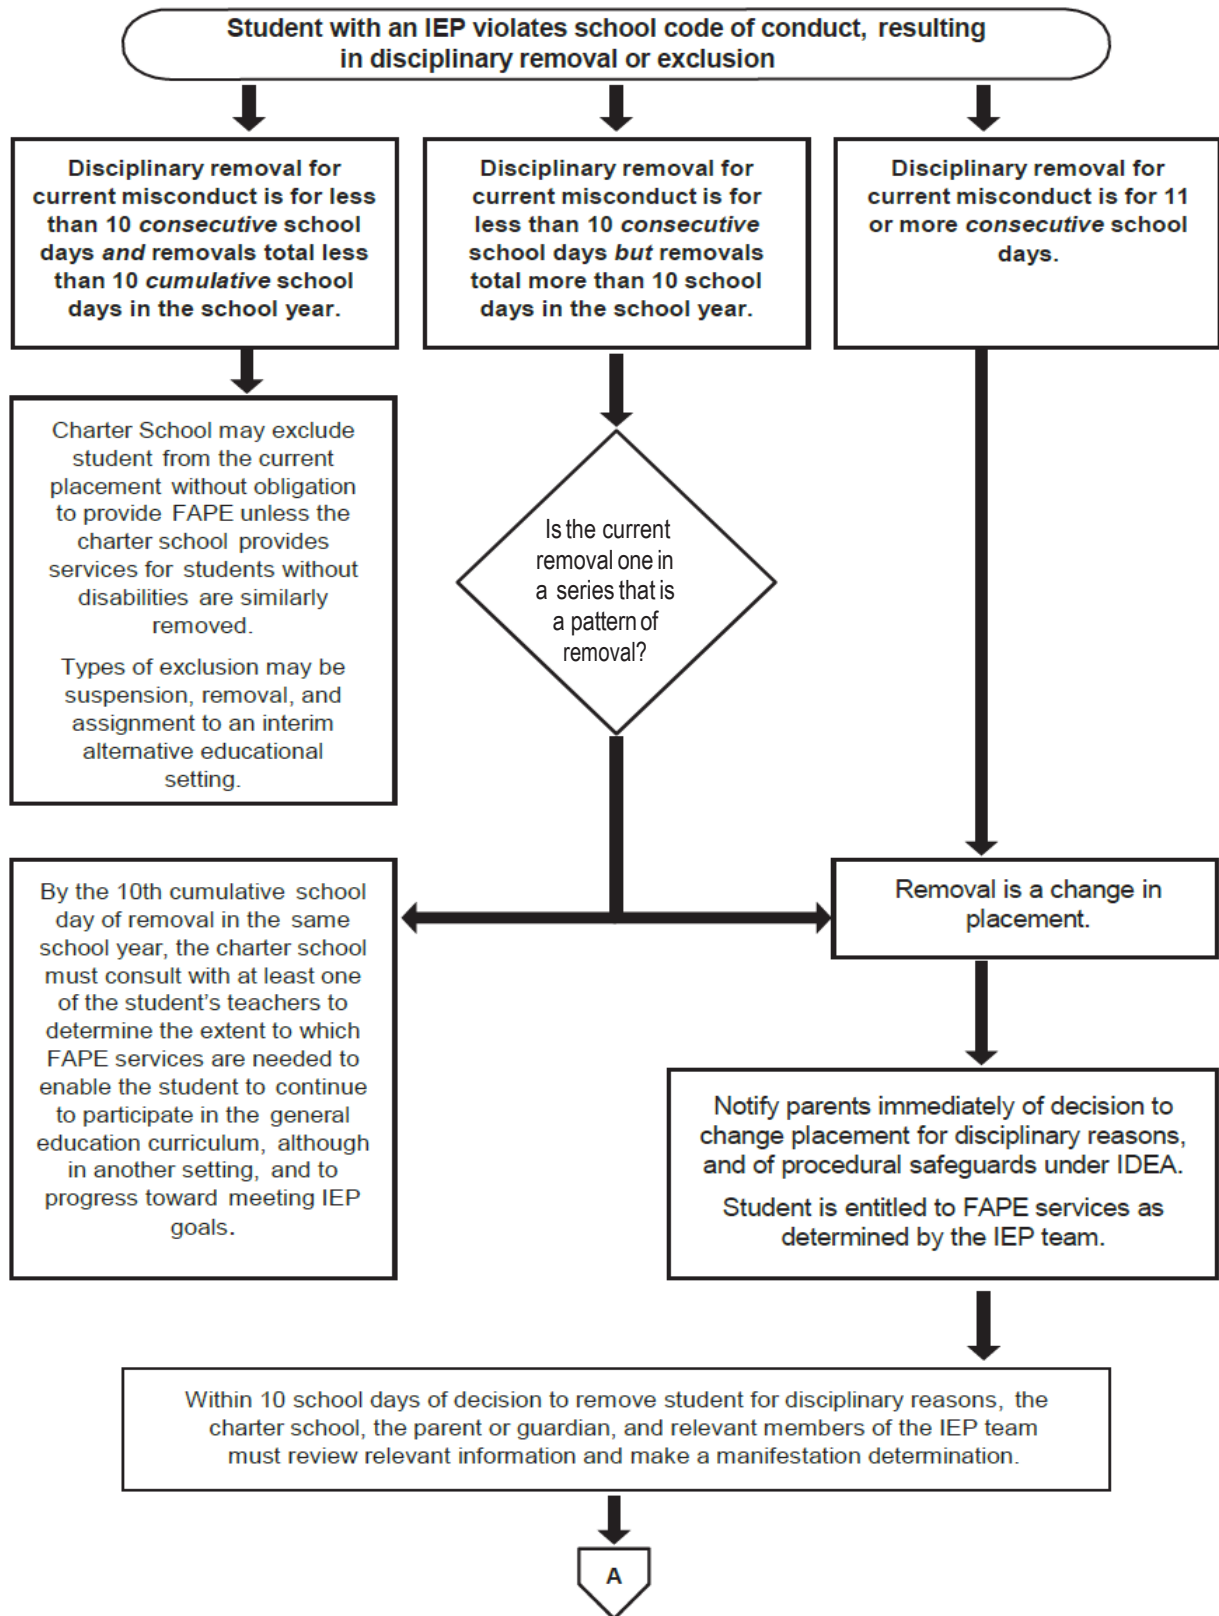 Student with an IEP violates school code of conduct, resulting
in disciplinary removal or exclusion
Disciplinary removal for
current misconduct is for less
than 10 consecutive school
days and removals total less
than 10 cumulative school
days in the school year.
Disciplinary removal for
current misconduct is for
less than 10 consecutive
school days but removals
total more than 10 school
days in the school year.
Disciplinary removal for
current misconduct is for 11
or more consecutive school
days.
Charter School may exclude
student from the current
placement without obligation
to provide FAPE unless the
charter school provides
services for students without
disabilities are similarly
removed.
Types of exclusion may be
suspension, removal, and
assignment to an interim
alternative educational
setting.
Is the current
removal one in
a series that is
a pattern of
removal?
By the 10th cumulative school
day of removal in the same
school year, the charter school
must consult with at least one
of the student's teachers to
determine the extent to which
FAPE services are needed to
enable the student to continue
to participate in the general
education curriculum, although
in another setting, and to
progress toward meeting IEP
goals.
Removal is a change in
placement.
Notify parents immediately of decision to
change placement for disciplinary reasons,
and of procedural safeguards under IDEA.
Student is entitled to FAPE services as
determined by the IEP team.
Within 10 school days of decision to remove student for disciplinary reasons, the
charter school, the parent or guardian, and relevant members of the IEP team
must review relevant information and make a manifestation determination.
A